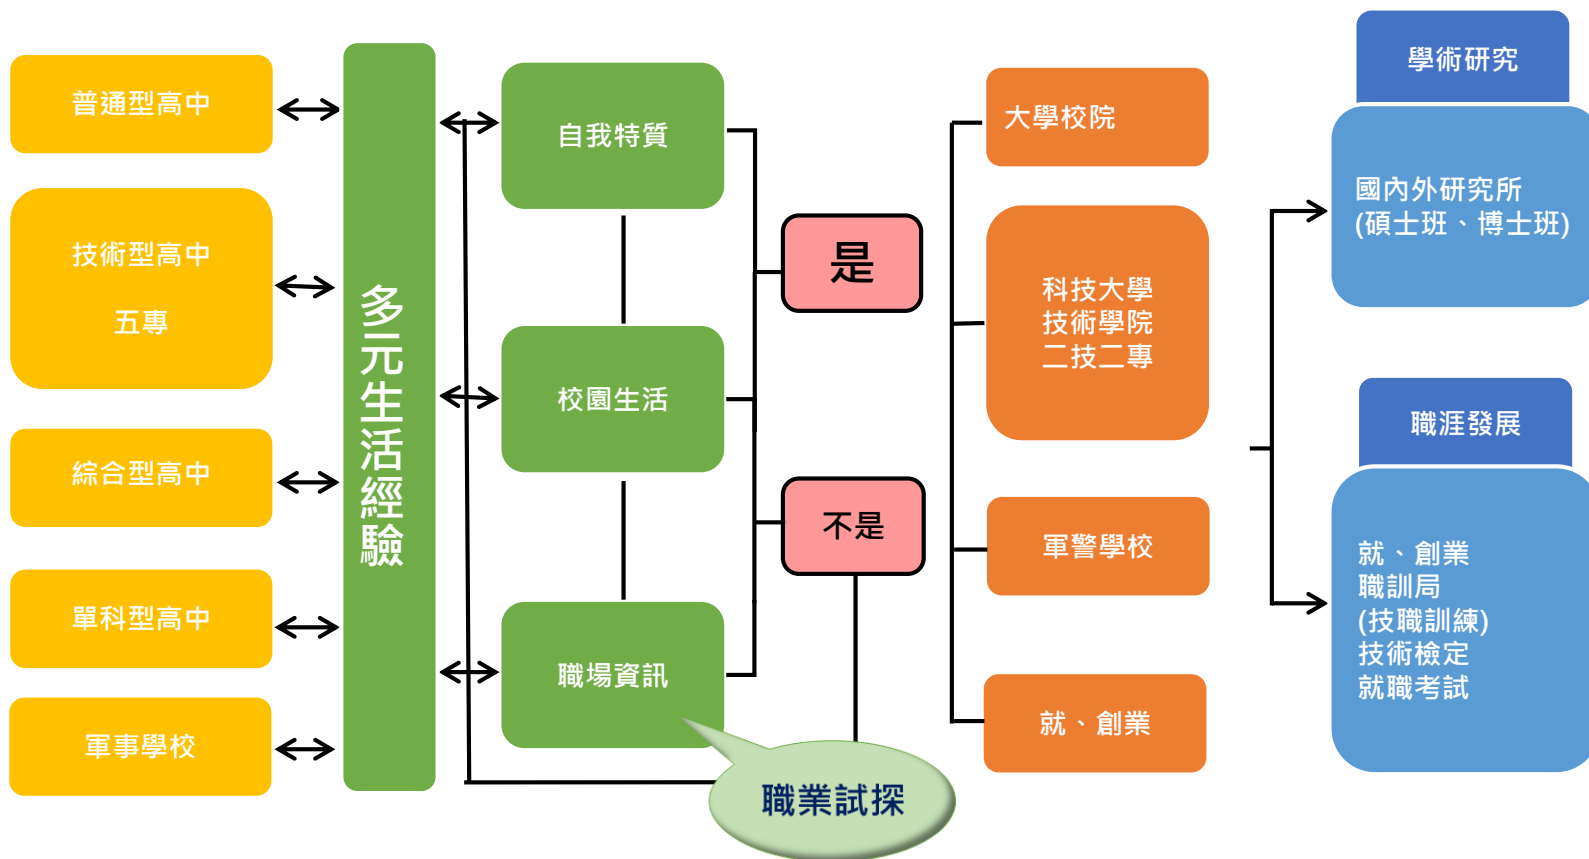 普通型高中
技術型高中
五專
綜合型高中
單科型高中
軍事學校
多元生活經驗
自我特質
校園生活
職場資訊
職業試探
是
不是
大學校院
科技大學
技術學院
二技二專
軍警學校
就、創業
學術研究
國內外研究所
(碩士班、博士班)
職涯發展
就、創業
職訓局
(技職訓練)
技術檢定
就職考試